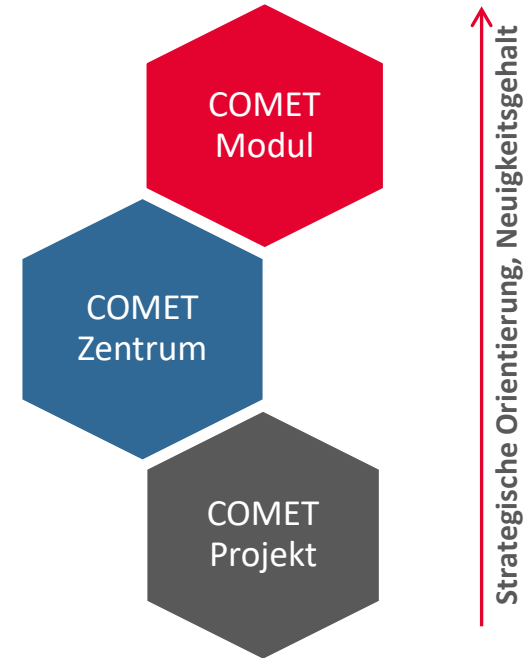 COMET
Modul
COMET
Zentrum
COMET
Projekt
Strategische Orientierung, Neuigkeitsgehalt